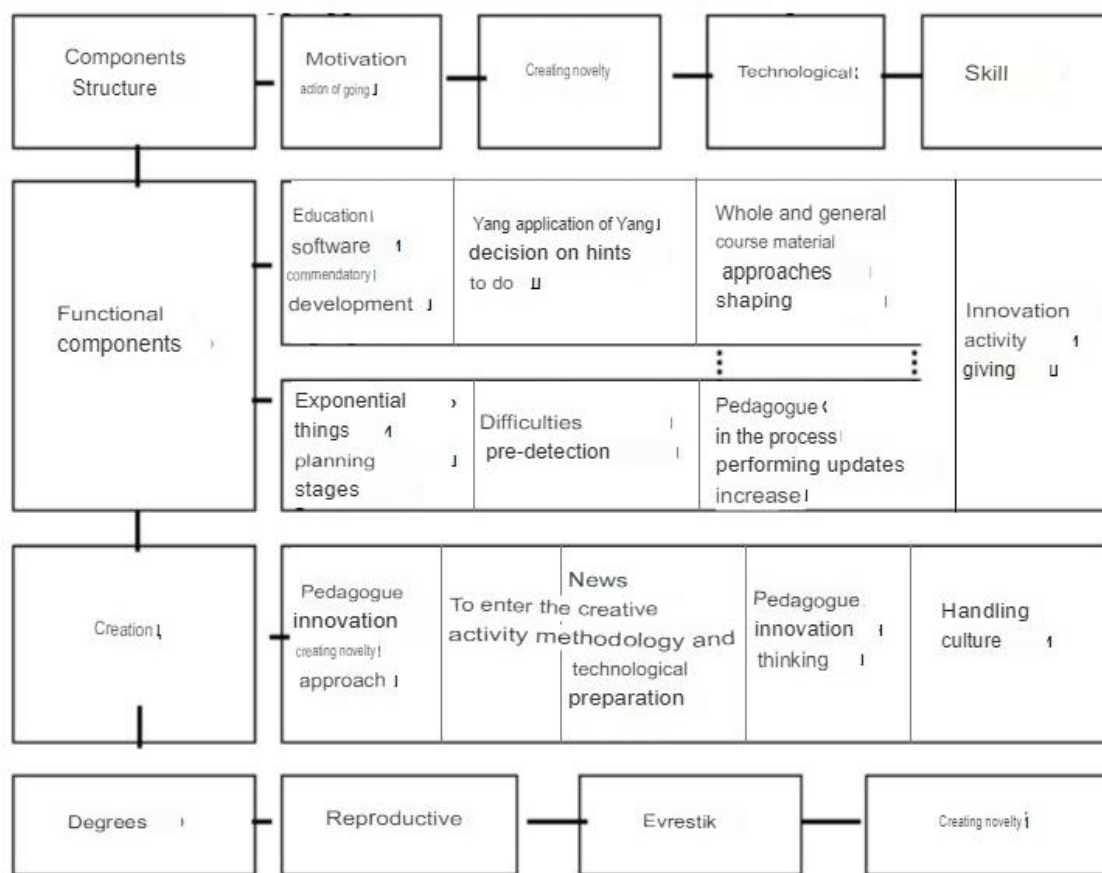 Components
Structure
Motivation
action of going
Creating novelty
Technological
Skill
Functional
components
Education
software
commendatory
development
Yang application of Yang
decision on hints
to do
Whole and general
course material
approaches
shaping
Innovation
activity
giving
Exponential
things
planning
stages
Difficulties
pre-detection
Pedagogue
in the process
performing updates
increase
Creation
Pedagogue
innovation
creating novelty
approach
News
To enter the creative
activity methodology and
technological
preparation
Pedagogue
innovation
thinking
Handling
culture
Degrees
Reproductive
Evrestik
Creating novelty